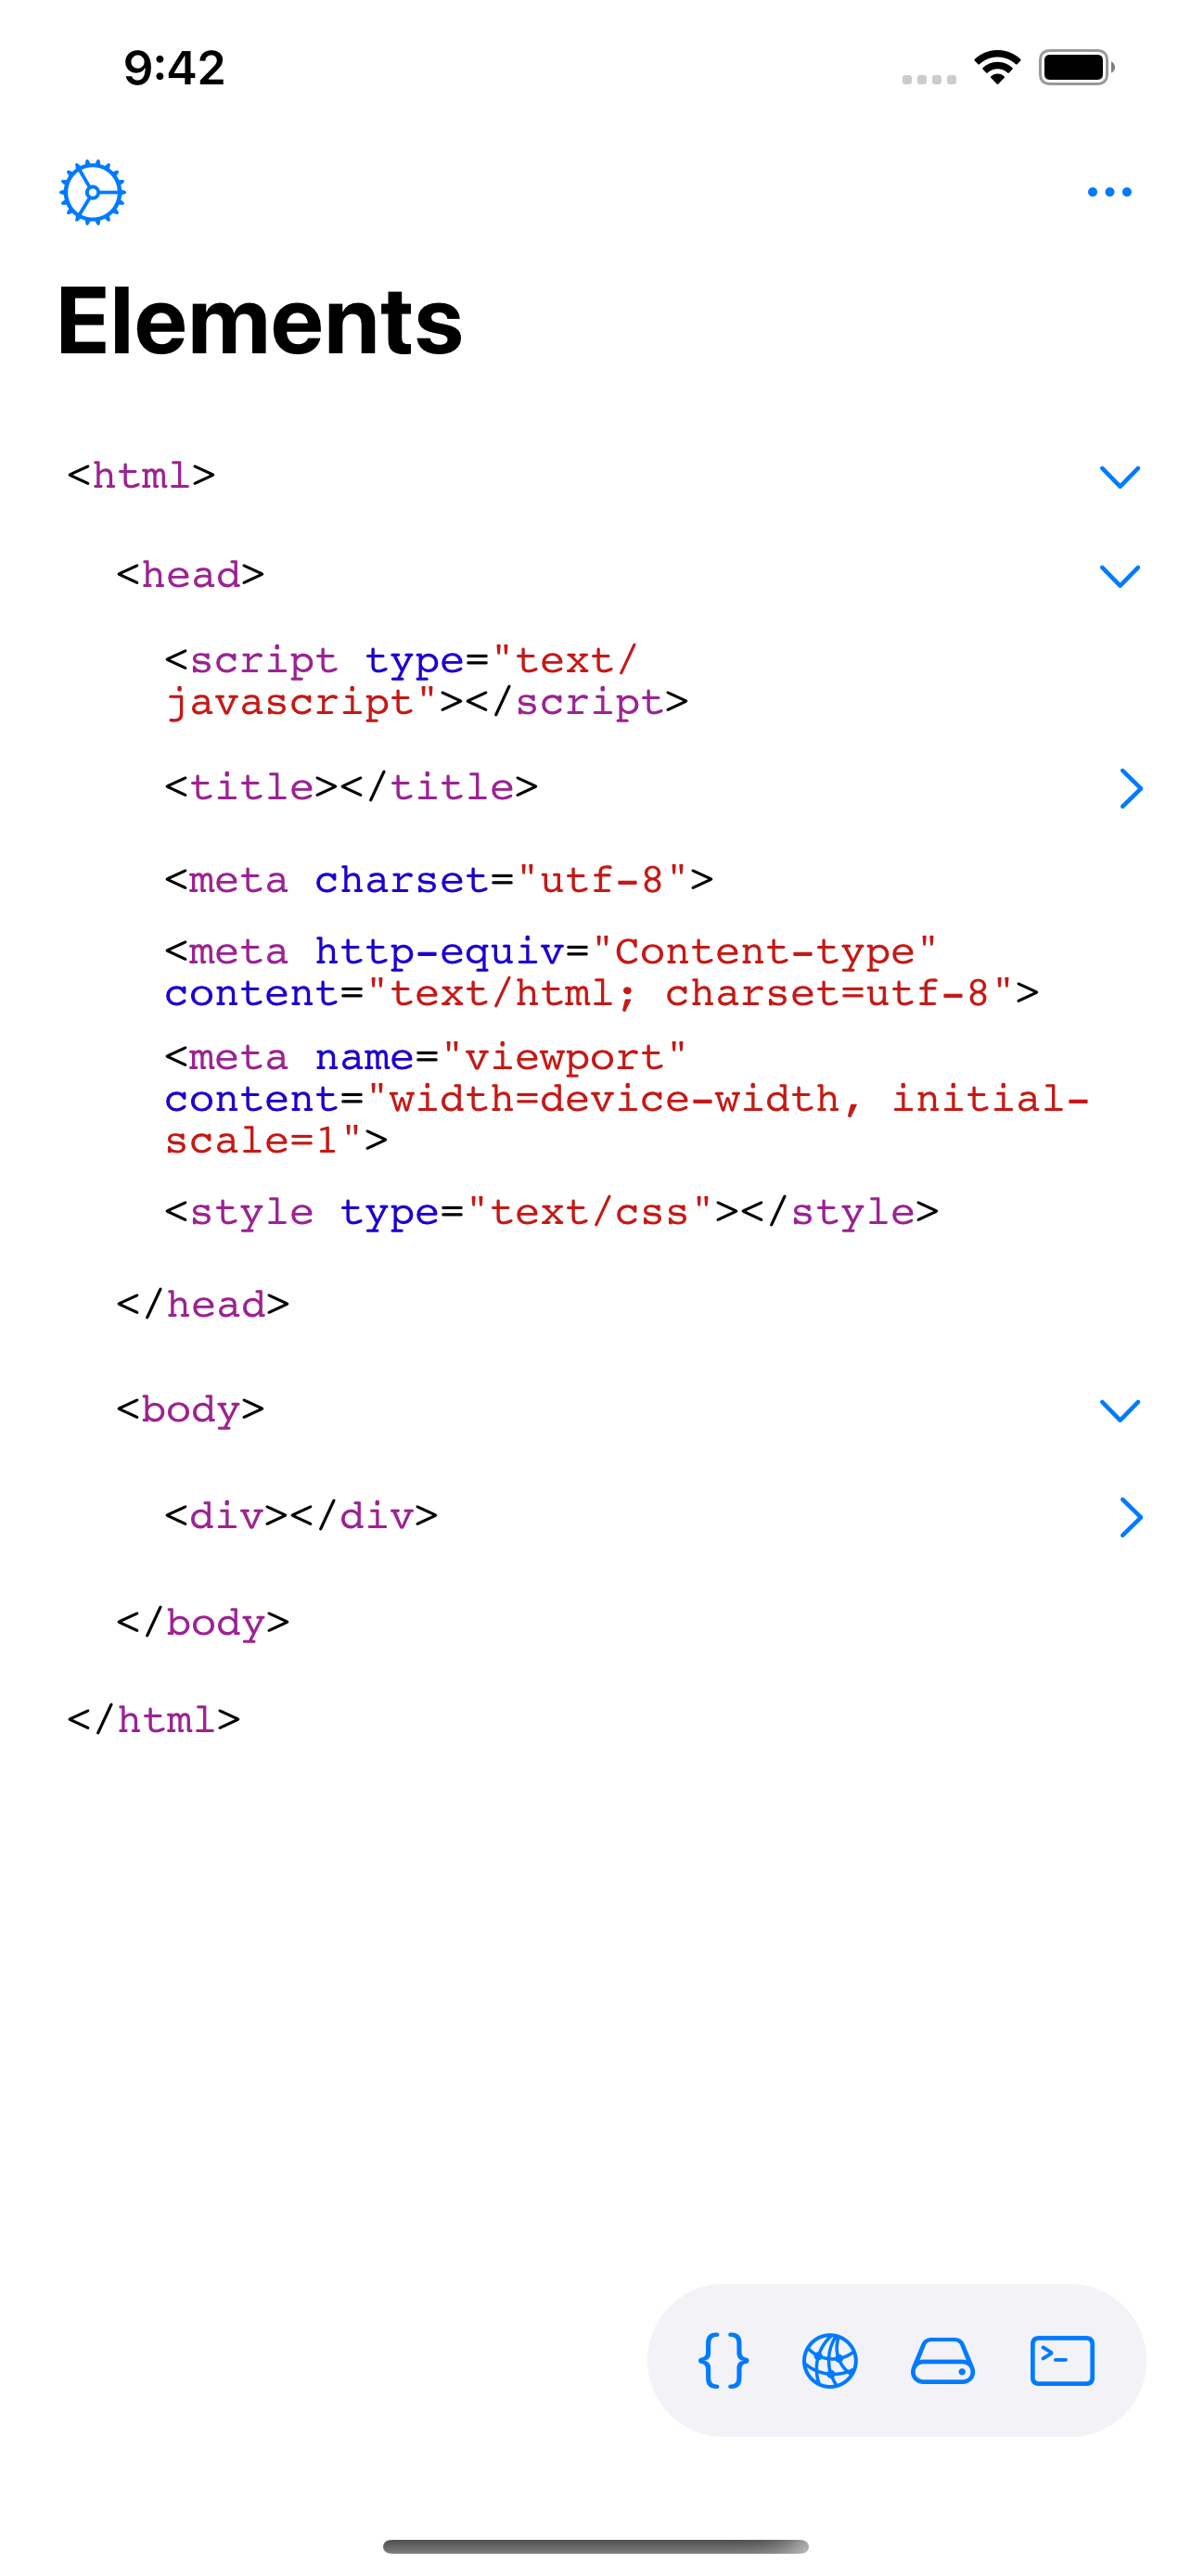 9:42
Elements
<html>
<head>
<script type="text/
javascript"></script>
<title></title>
<meta charset="utf-8">
<meta http-equiv="Content-type"
content="text/html; charset=utf-8">
<meta name="viewport"
content="width=device-width, initial-
scale=1">
<style type="text/css"></style>
</head>
<body>
<div></div>
</body>
</html>